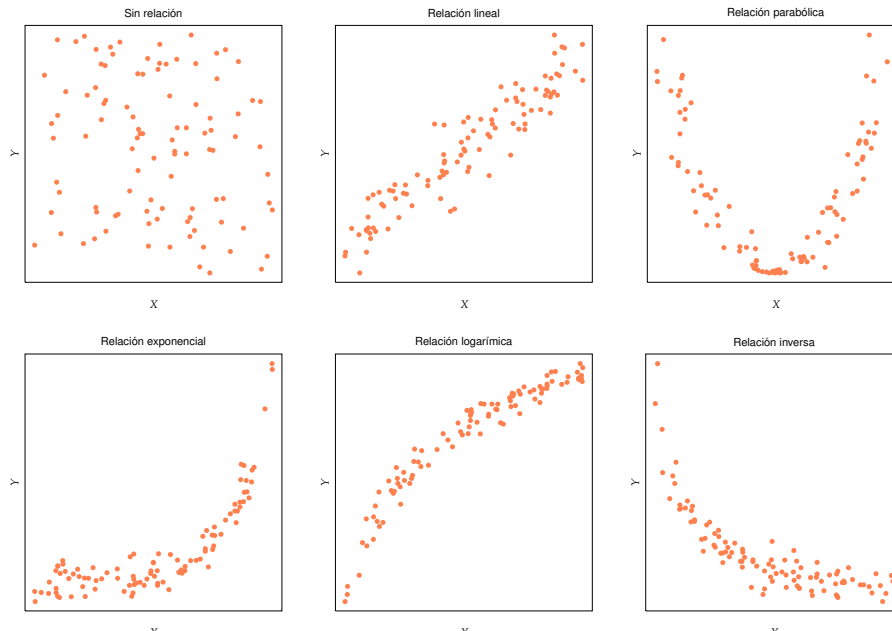 Sin relación
Relación lineal
Relación parabólica
Y
Y
Y
X
X
X
Relación exponencial
Relación logarímica
Relación inversa
Y
Y
Y
X
X
X